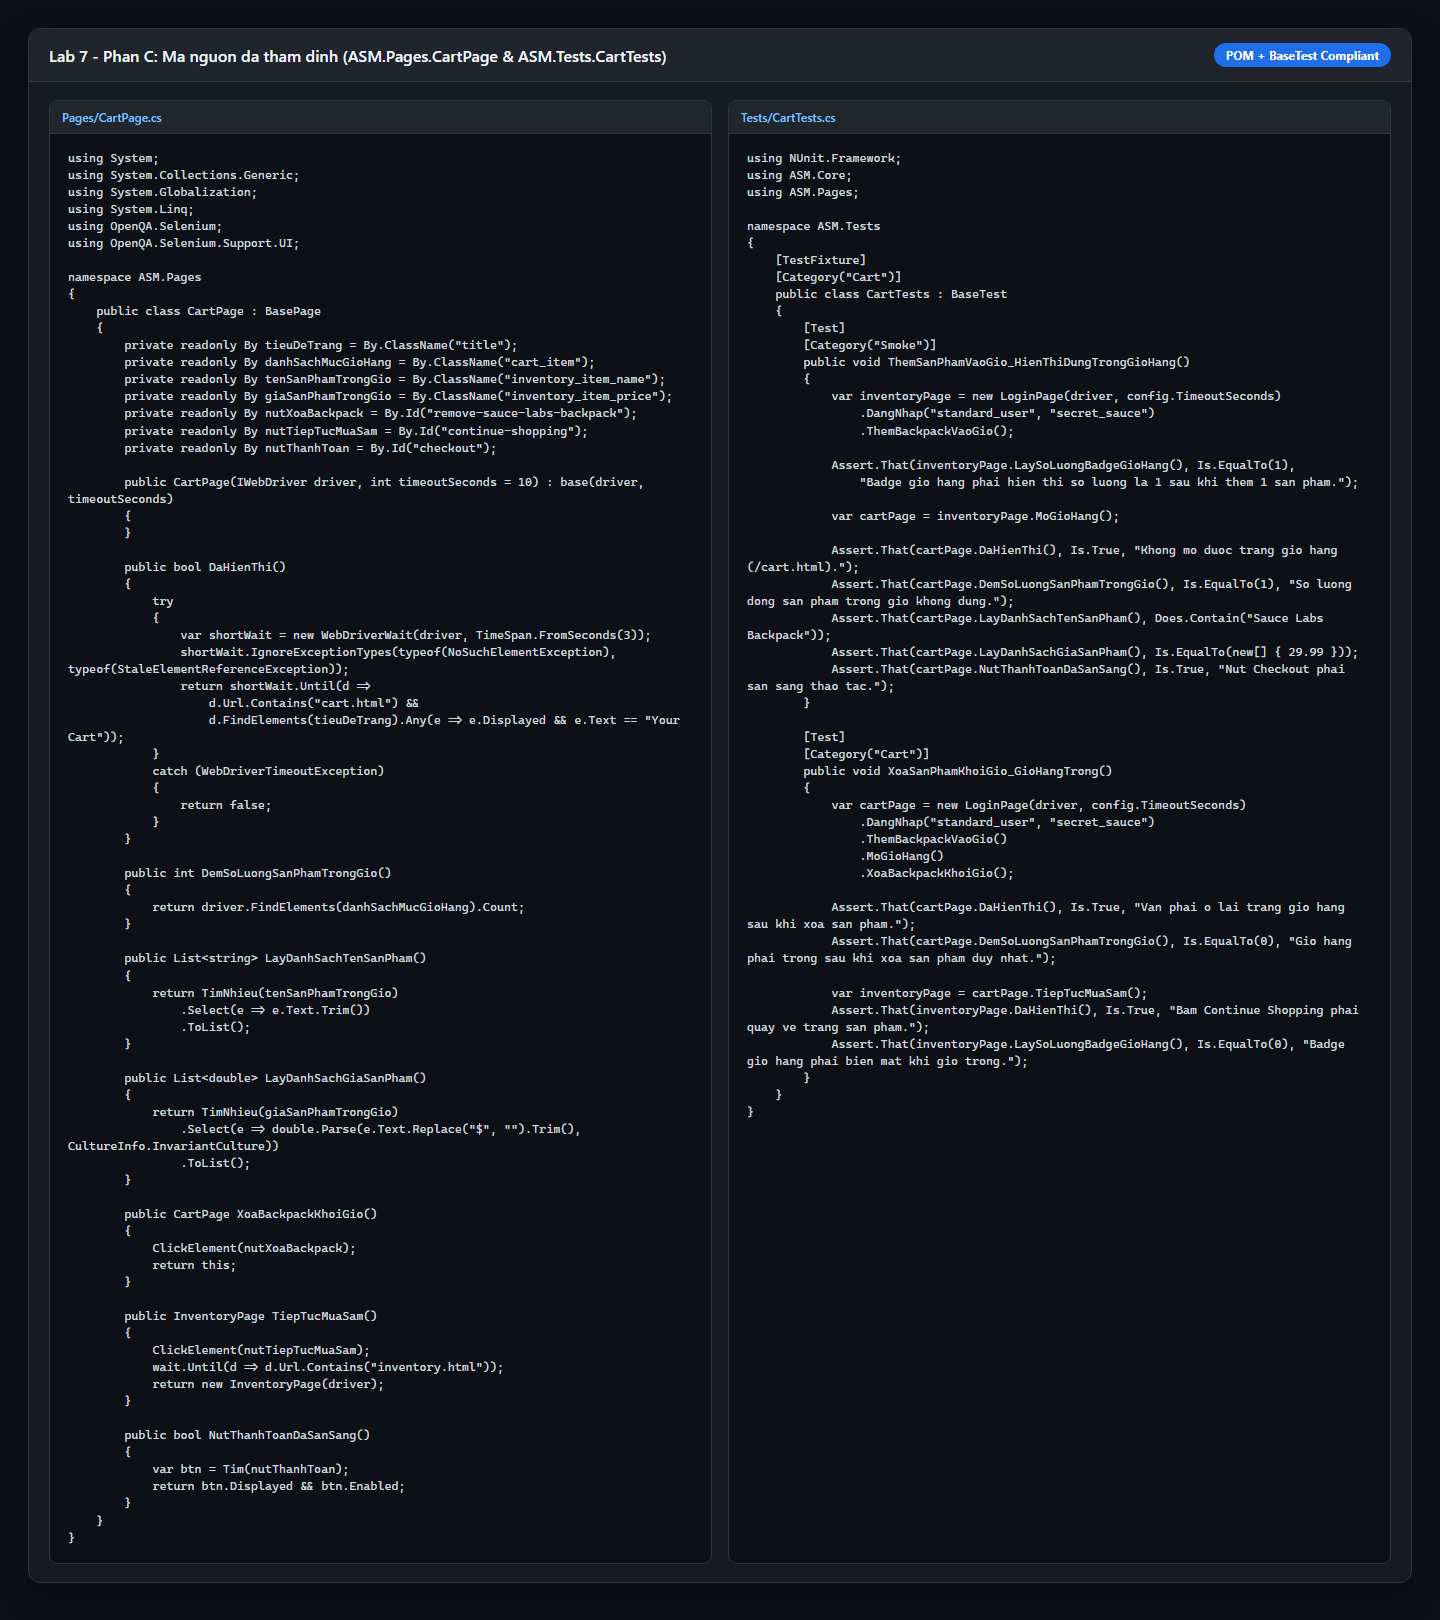 Lab 7 - Phan C: Ma nguon da tham dinh (ASM.Pages.CartPage & ASM.Tests.CartTests)
POM + BaseTest Compliant
Pages/CartPage.cs
using System;
using System.Collections.Generic;
using System.Globalization;
using System.Linq;
using OpenQA.Selenium;
using OpenQA.Selenium.Support.UI;

namespace ASM.Pages
{
    public class CartPage : BasePage
    {
        private readonly By tieuDeTrang = By.ClassName("title");
        private readonly By danhSachMucGioHang = By.ClassName("cart_item");
        private readonly By tenSanPhamTrongGio = By.ClassName("inventory_item_name");
        private readonly By giaSanPhamTrongGio = By.ClassName("inventory_item_price");
        private readonly By nutXoaBackpack = By.Id("remove-sauce-labs-backpack");
        private readonly By nutTiepTucMuaSam = By.Id("continue-shopping");
        private readonly By nutThanhToan = By.Id("checkout");

        public CartPage(IWebDriver driver, int timeoutSeconds = 10) : base(driver,
timeoutSeconds)
        {
        }

        public bool DaHienThi()
        {
            try
            {
                var shortWait = new WebDriverWait(driver, TimeSpan.FromSeconds(3));
                shortWait.IgnoreExceptionTypes(typeof(NoSuchElementException),
typeof(StaleElementReferenceException));
                return shortWait.Until(d =>
                    d.Url.Contains("cart.html") &&
                    d.FindElements(tieuDeTrang).Any(e => e.Displayed && e.Text == "Your
Cart"));
            }
            catch (WebDriverTimeoutException)
            {
                return false;
            }
        }

        public int DemSoLuongSanPhamTrongGio()
        {
            return driver.FindElements(danhSachMucGioHang).Count;
        }

        public List<string> LayDanhSachTenSanPham()
        {
            return TimNhieu(tenSanPhamTrongGio)
                .Select(e => e.Text.Trim())
                .ToList();
        }

        public List<double> LayDanhSachGiaSanPham()
        {
            return TimNhieu(giaSanPhamTrongGio)
                .Select(e => double.Parse(e.Text.Replace("$", "").Trim(),
CultureInfo.InvariantCulture))
                .ToList();
        }

        public CartPage XoaBackpackKhoiGio()
        {
            ClickElement(nutXoaBackpack);
            return this;
        }

        public InventoryPage TiepTucMuaSam()
        {
            ClickElement(nutTiepTucMuaSam);
            wait.Until(d => d.Url.Contains("inventory.html"));
            return new InventoryPage(driver);
        }

        public bool NutThanhToanDaSanSang()
        {
            var btn = Tim(nutThanhToan);
            return btn.Displayed && btn.Enabled;
        }
    }
}
Tests/CartTests.cs
using NUnit.Framework;
using ASM.Core;
using ASM.Pages;

namespace ASM.Tests
{
    [TestFixture]
    [Category("Cart")]
    public class CartTests : BaseTest
    {
        [Test]
        [Category("Smoke")]
        public void ThemSanPhamVaoGio_HienThiDungTrongGioHang()
        {
            var inventoryPage = new LoginPage(driver, config.TimeoutSeconds)
                .DangNhap("standard_user", "secret_sauce")
                .ThemBackpackVaoGio();

            Assert.That(inventoryPage.LaySoLuongBadgeGioHang(), Is.EqualTo(1),
                "Badge gio hang phai hien thi so luong la 1 sau khi them 1 san pham.");

            var cartPage = inventoryPage.MoGioHang();

            Assert.That(cartPage.DaHienThi(), Is.True, "Khong mo duoc trang gio hang
(/cart.html).");
            Assert.That(cartPage.DemSoLuongSanPhamTrongGio(), Is.EqualTo(1), "So luong
dong san pham trong gio khong dung.");
            Assert.That(cartPage.LayDanhSachTenSanPham(), Does.Contain("Sauce Labs
Backpack"));
            Assert.That(cartPage.LayDanhSachGiaSanPham(), Is.EqualTo(new[] { 29.99 }));
            Assert.That(cartPage.NutThanhToanDaSanSang(), Is.True, "Nut Checkout phai
san sang thao tac.");
        }

        [Test]
        [Category("Cart")]
        public void XoaSanPhamKhoiGio_GioHangTrong()
        {
            var cartPage = new LoginPage(driver, config.TimeoutSeconds)
                .DangNhap("standard_user", "secret_sauce")
                .ThemBackpackVaoGio()
                .MoGioHang()
                .XoaBackpackKhoiGio();

            Assert.That(cartPage.DaHienThi(), Is.True, "Van phai o lai trang gio hang
sau khi xoa san pham.");
            Assert.That(cartPage.DemSoLuongSanPhamTrongGio(), Is.EqualTo(0), "Gio hang
phai trong sau khi xoa san pham duy nhat.");

            var inventoryPage = cartPage.TiepTucMuaSam();
            Assert.That(inventoryPage.DaHienThi(), Is.True, "Bam Continue Shopping phai
quay ve trang san pham.");
            Assert.That(inventoryPage.LaySoLuongBadgeGioHang(), Is.EqualTo(0), "Badge
gio hang phai bien mat khi gio trong.");
        }
    }
}